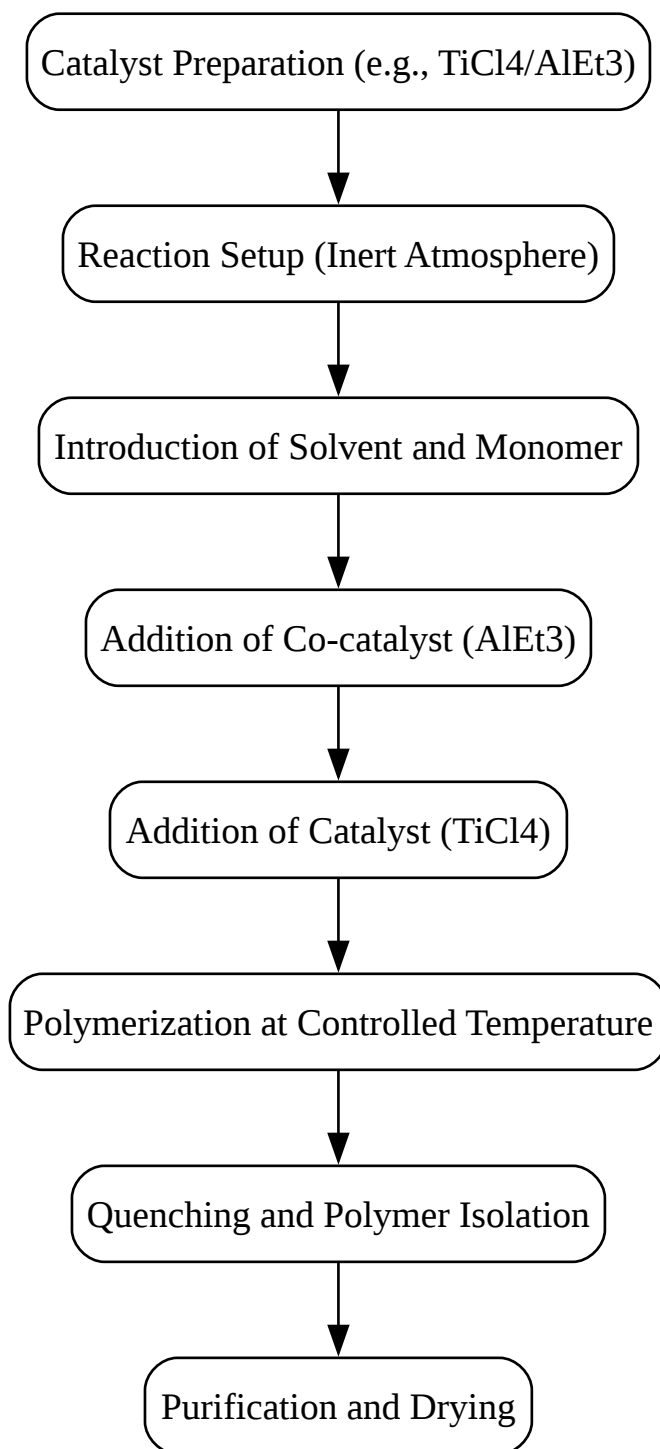 Catalyst Preparation (e.g., TiCl4/AlEt3)
Reaction Setup (Inert Atmosphere)
Introduction of Solvent and Monomer
Addition of Co-catalyst (AlEt3)
Addition of Catalyst (TiCl4)
Polymerization at Controlled Temperature
Quenching and Polymer Isolation
Purification and Drying